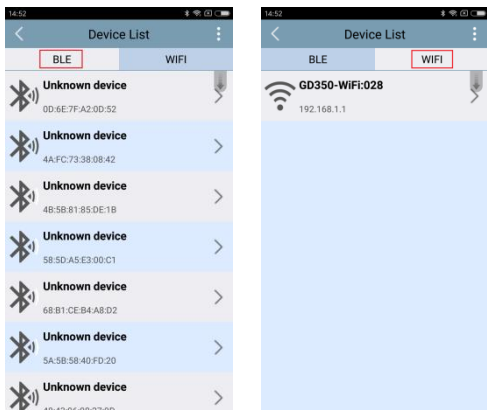 14:52
Device List
BLE WIFI
Unknown device
0D:6E:7F:A2:0D:52
Unknown device
4A:FC:73:38:08:42
Unknown device
4B:5B:81:85:DE:1B
Unknown device
58:5D:A5:E3:00:C1
Unknown device
68:B1:CE:B4:A8:D2
Unknown device
5A:5B:58:40:FD:20
Unknown device
14:52
Device List
BLE WIFI
GD350-WiFi:028
192.168.1.1